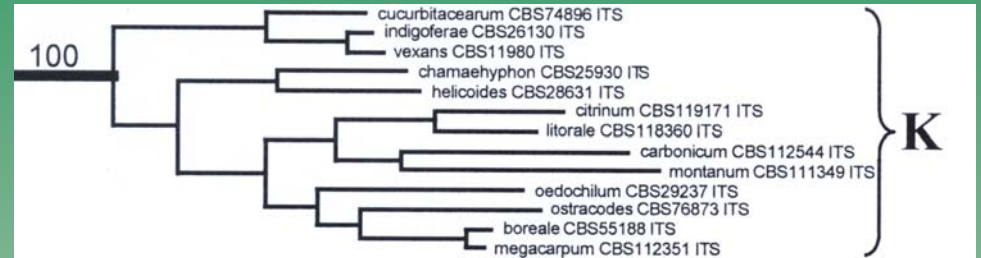 cucurbitacearum CBS74896 ITS
indigoferae CBS26130 ITS
vexans CBS11980 ITS
100
chamaehyphon CBS25930 ITS
helicoides CBS28631 ITS
citrinum CBS119171 ITS
litorale CBS118360 ITS
K
carbonicum CBS112544 ITS
montanum CBS111349 ITS
oedochilum CBS29237 ITS
ostracodes CBS76873 ITS
boreale CBS55188 ITS
megacarpum CBS112351 ITS